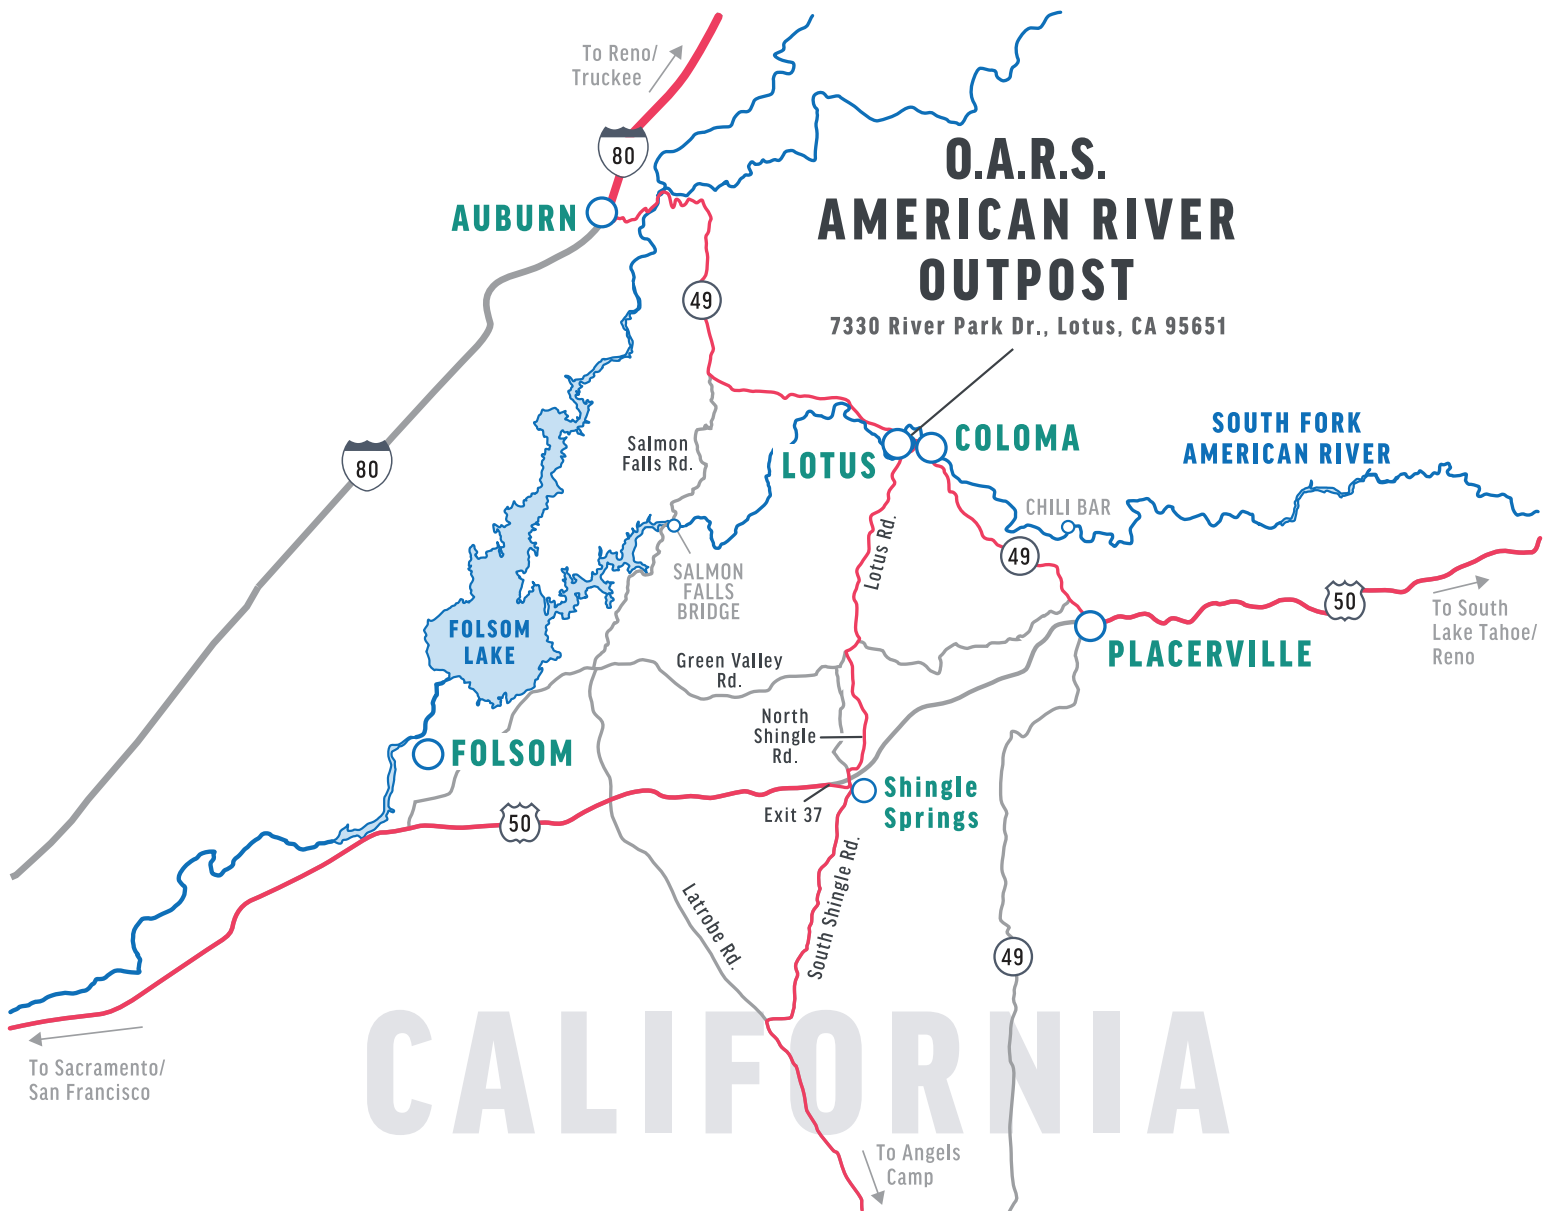 To Reno/
Truckee
80
AUBURN
O.A.R.S.
AMERICAN RIVER
OUTPOST
7330 River Park Dr., Lotus, CA 95651
49
80
Salmon
Falls Rd.
LOTUS
COLOMA
SOUTH FORK
AMERICAN RIVER
CHILI BAR
Lotus Rd.
49
SALMON
FALLS
BRIDGE
50
To South
Lake Tahoe/
Reno
FOLSOM
LAKE
PLACERVILLE
Green Valley
Rd.
North
Shingle
Rd.
FOLSOM
Shingle
Springs
Exit 37
50
Latrobe Rd.
South Shingle Rd.
49
To Sacramento/
San Francisco
CALIFORNIA
To Angels
Camp